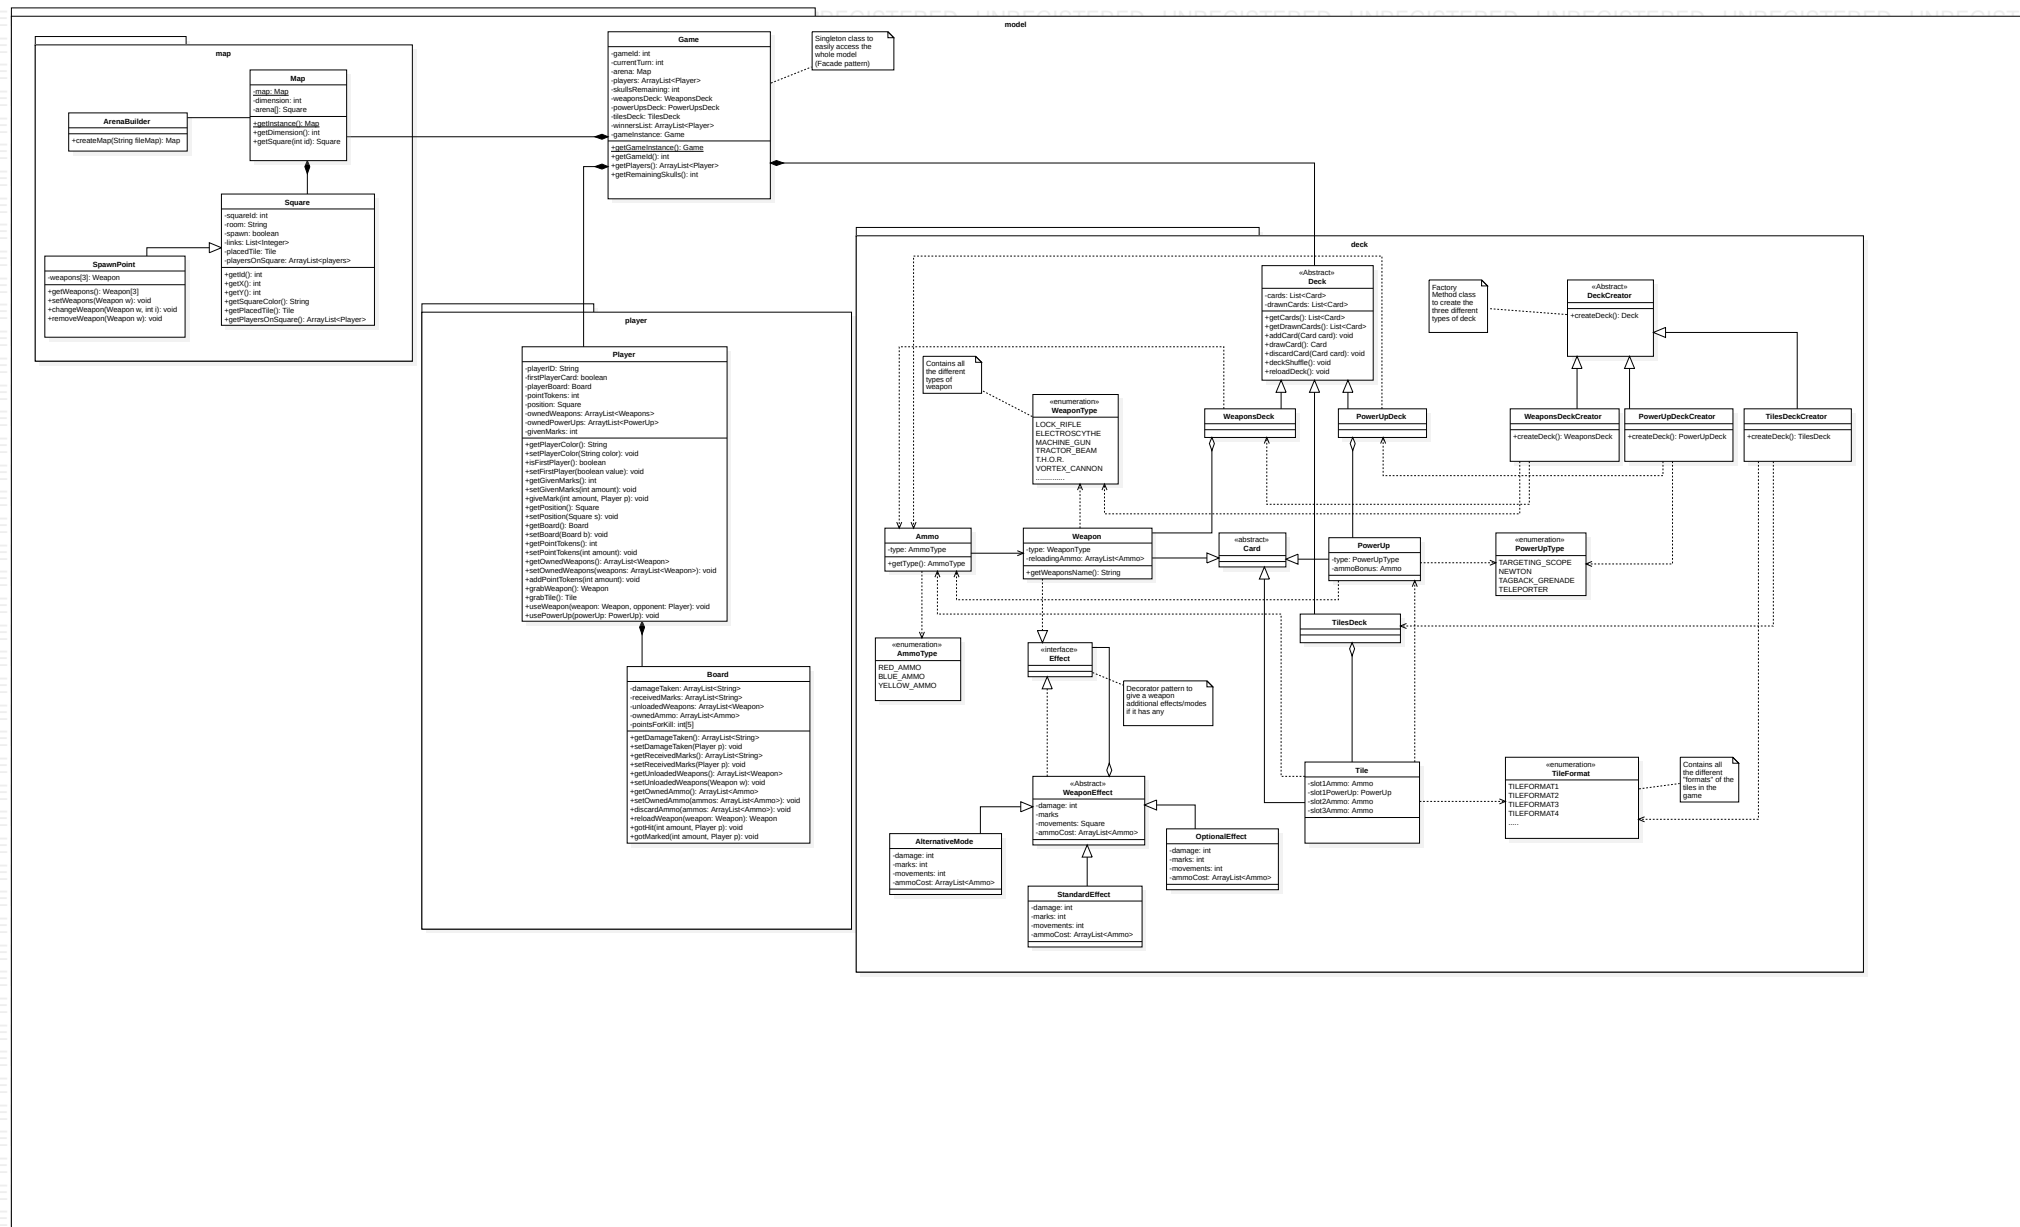 UNREGISTERED UNREGISTERED UNREGISTERED UNREGISTERED
model
map
Map
-map: Map
-dimension: int
-arena[]: Square
+getInstance(): Map
+getDimension(): int
+getSquare(int id): Square
ArenaBuilder
+createMap(String fileMap): Map
Square
-squareId: int
-room: String
-spawn: boolean
-links: List<Integer>
-placedTile: Tile
-playersOnSquare: ArrayList<players>
+getId(): int
+getX(): int
+getY(): int
+getSquareColor(): String
+getPlacedTile(): Tile
+getPlayersOnSquare(): ArrayList<Player>
SpawnPoint
-weapons[3]: Weapon
+getWeapons(): Weapon[3]
+setWeapons(Weapon w): void
+changeWeapon(Weapon w, int i): void
+removeWeapon(Weapon w): void
Game
-gameId: int
-currentTurn: int
-arena: Map
-players: ArrayList<Player>
-skullsRemaining: int
-weaponsDeck: WeaponsDeck
-powerUpsDeck: PowerUpsDeck
-tilesDeck: TilesDeck
-winnersList: ArrayList<Player>
-gameInstance: Game
+getGameInstance(): Game
+getGameId(): int
+getPlayers(): ArrayList<Player>
+getRemainingSkulls(): int
Singleton class to
easily access the
whole model
(Facade pattern)
player
Player
-playerID: String
-firstPlayerCard: boolean
-playerBoard: Board
-pointTokens: int
-position: Square
-ownedWeapons: ArrayList<Weapons>
-ownedPowerUps: ArraytList<PowerUp>
-givenMarks: int
+getPlayerColor(): String
+setPlayerColor(String color): void
+isFirstPlayer(): boolean
+setFirstPlayer(boolean value): void
+getGivenMarks(): int
+setGivenMarks(int amount): void
+giveMark(int amount, Player p): void
+getPosition(): Square
+setPosition(Square s): void
+getBoard(): Board
+setBoard(Board b): void
+getPointTokens(): int
+setPointTokens(int amount): void
+getOwnedWeapons(): ArrayList<Weapon>
+setOwnedWeapons(weapons: ArrayList<Weapon>): void
+addPointTokens(int amount): void
+grabWeapon(): Weapon
+grabTile(): Tile
+useWeapon(weapon: Weapon, opponent: Player): void
+usePowerUp(powerUp: PowerUp): void
Board
-damageTaken: ArrayList<String>
-receivedMarks: ArrayList<String>
-unloadedWeapons: ArrayList<Weapon>
-ownedAmmo: ArrayList<Ammo>
-pointsForKill: int[5]
+getDamageTaken(): ArrayList<String>
+setDamageTaken(Player p): void
+getReceivedMarks(): ArrayList<String>
+setReceivedMarks(Player p): void
+getUnloadedWeapons(): ArrayList<Weapon>
+setUnloadedWeapons(Weapon w): void
+getOwnedAmmo(): ArrayList<Ammo>
+setOwnedAmmo(ammos: ArrayList<Ammo>): void
+discardAmmo(ammos: ArrayList<Ammo>): void
+reloadWeapon(weapon: Weapon): Weapon
+gotHit(int amount, Player p): void
+gotMarked(int amount, Player p): void
deck
«Abstract»
Deck
-cards: List<Card>
-drawnCards: List<Card>
+getCards(): List<Card>
+getDrawnCards(): List<Card>
+addCard(Card card): void
+drawCard(): Card
+discardCard(Card card): void
+deckShuffle(): void
+reloadDeck(): void
Factory
Method class
to create the
three different
types of deck
«Abstract»
DeckCreator
+createDeck(): Deck
Contains all
the different
types of
weapon
«enumeration»
WeaponType
LOCK_RIFLE
ELECTROSCYTHE
MACHINE_GUN
TRACTOR_BEAM
T.H.O.R.
VORTEX_CANNON
...............
WeaponsDeck
PowerUpDeck
WeaponsDeckCreator
+createDeck(): WeaponsDeck
PowerUpDeckCreator
+createDeck(): PowerUpDeck
TilesDeckCreator
+createDeck(): TilesDeck
Ammo
-type: AmmoType
+getType(): AmmoType
Weapon
-type: WeaponType
-reloadingAmmo: ArrayList<Ammo>
+getWeaponsName(): String
«abstract»
Card
PowerUp
-type: PowerUpType
-ammoBonus: Ammo
«enumeration»
PowerUpType
TARGETING_SCOPE
NEWTON
TAGBACK_GRENADE
TELEPORTER
TilesDeck
«enumeration»
AmmoType
RED_AMMO
BLUE_AMMO
YELLOW_AMMO
«interface»
Effect
Decorator pattern to
give a weapon
additional effects/modes
if it has any
«Abstract»
WeaponEffect
-damage: int
-marks
-movements: Square
-ammoCost: ArrayList<Ammo>
AlternativeMode
-damage: int
-marks: int
-movements: int
-ammoCost: ArrayList<Ammo>
OptionalEffect
-damage: int
-marks: int
-movements: int
-ammoCost: ArrayList<Ammo>
StandardEffect
-damage: int
-marks: int
-movements: int
-ammoCost: ArrayList<Ammo>
Tile
-slot1Ammo: Ammo
-slot1PowerUp: PowerUp
-slot2Ammo: Ammo
-slot3Ammo: Ammo
«enumeration»
TileFormat
TILEFORMAT1
TILEFORMAT2
TILEFORMAT3
TILEFORMAT4
.....
Contains all
the different
"formats" of the
tiles in the
game